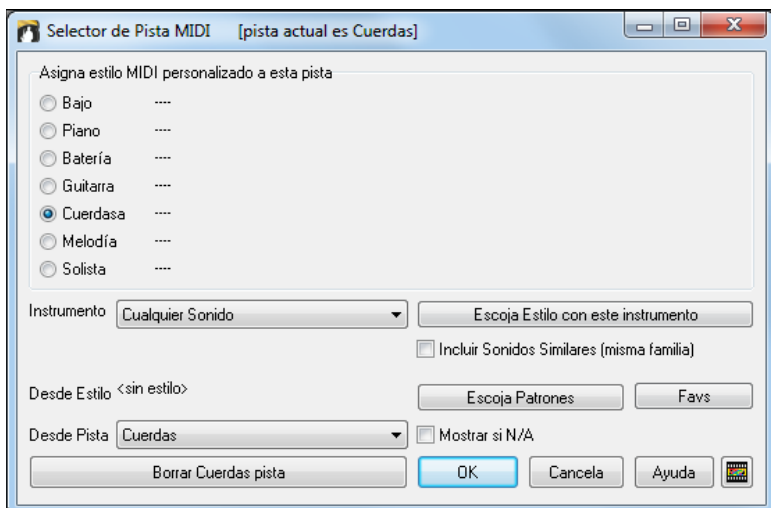 Selector de Pista MIDI [pista actual es Cuerdas]
Asigna estilo MIDI personalizado a esta pista
Bajo ----
Piano ----
Batería ----
Guitarra ----
Cuerdasa ----
Melodía ----
Solista ----
Instrumento Cualquier Sonido Escoja Estilo con este instrumento
Incluir Sonidos Similares (misma familia)
Desde Estilo <sin estilo> Escoja Patrones Favs
Desde Pista Cuerdas Mostrar si N/A
Borrar Cuerdas pista OK Cancela Ayuda